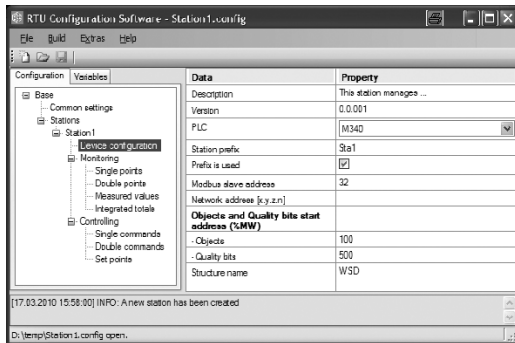 RTU Configuration Software - Station1.config
File Build Extras Help
Configuration Variables
Base
Common settings
Stations
Station1
Device configuration
Monitoring
Single points
Double points
Measured values
Integrated totals
Controlling
Single commands
Double commands
Set points
Data Property
Description This station manages ...
Version 0.0.001
PLC M340
Station prefix Sta1
Prefix is used
Modbus slave address 32
Network address [x.y.z.n]
Objects and Quality bits start
address (%MW)
- Objects 100
- Quality bits 500
Structure name WSD
[17.03.2010 15:58:00] INFO: A new station has been created
D:\temp\Station1.config open.